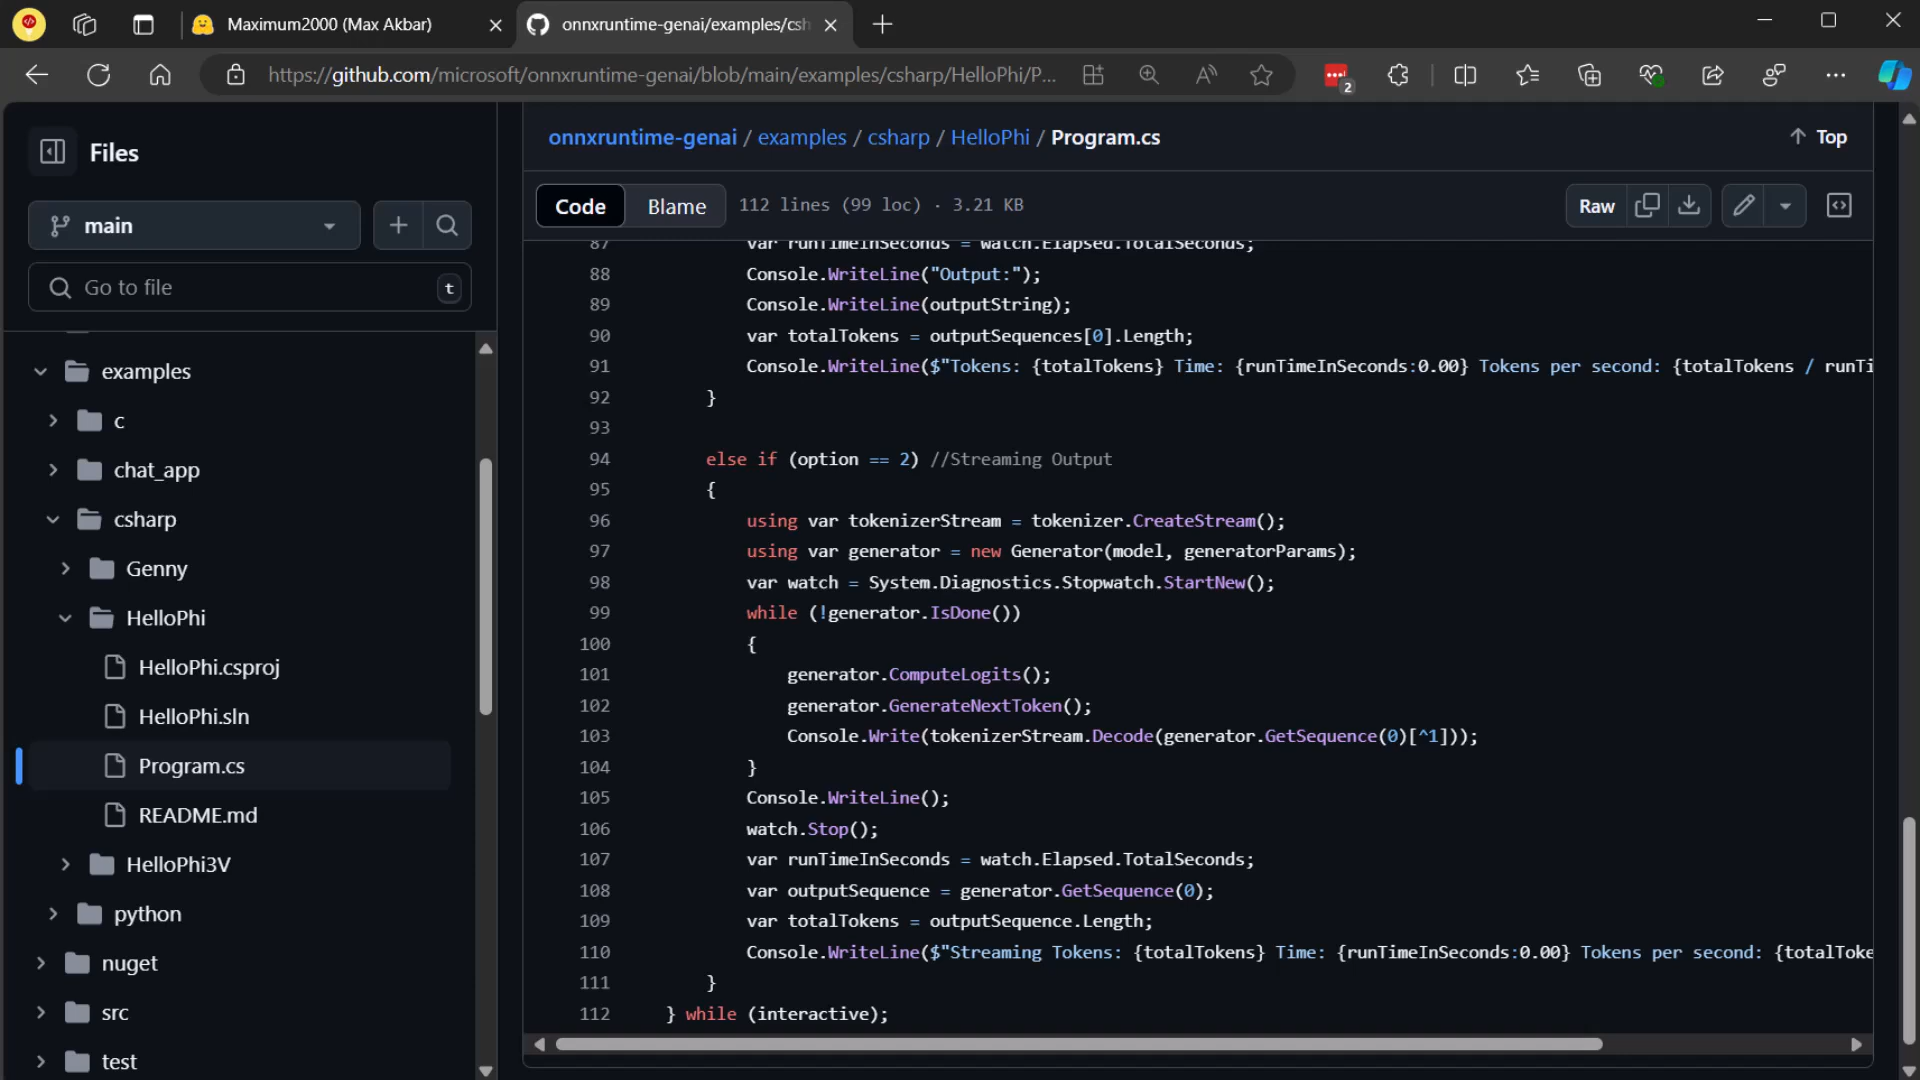 Maximum2000 (Max Akbar)
onnxruntime-genai/examples/csh
https://github.com/microsoft/onnxruntime-genai/blob/main/examples/csharp/HelloPhi/P...
2
Files
main
Go to file
t
examples
c
chat_app
csharp
Genny
HelloPhi
HelloPhi.csproj
HelloPhi.sln
Program.cs
README.md
HelloPhi3V
python
nuget
src
test
onnxruntime-genai / examples / csharp / HelloPhi / Program.cs
Top
Code Blame 112 lines (99 loc) · 3.21 KB
Raw
87 var runTimeInSeconds = watch.Elapsed.TotalSeconds;
88 Console.WriteLine("Output:");
89 Console.WriteLine(outputString);
90 var totalTokens = outputSequences[0].Length;
91 Console.WriteLine($"Tokens: {totalTokens} Time: {runTimeInSeconds:0.00} Tokens per second: {totalTokens / runTi
92 }
93
94 else if (option == 2) //Streaming Output
95 {
96 using var tokenizerStream = tokenizer.CreateStream();
97 using var generator = new Generator(model, generatorParams);
98 var watch = System.Diagnostics.Stopwatch.StartNew();
99 while (!generator.IsDone())
100 {
101 generator.ComputeLogits();
102 generator.GenerateNextToken();
103 Console.Write(tokenizerStream.Decode(generator.GetSequence(0)[^1]));
104 }
105 Console.WriteLine();
106 watch.Stop();
107 var runTimeInSeconds = watch.Elapsed.TotalSeconds;
108 var outputSequence = generator.GetSequence(0);
109 var totalTokens = outputSequence.Length;
110 Console.WriteLine($"Streaming Tokens: {totalTokens} Time: {runTimeInSeconds:0.00} Tokens per second: {totalToke
111 }
112 } while (interactive);